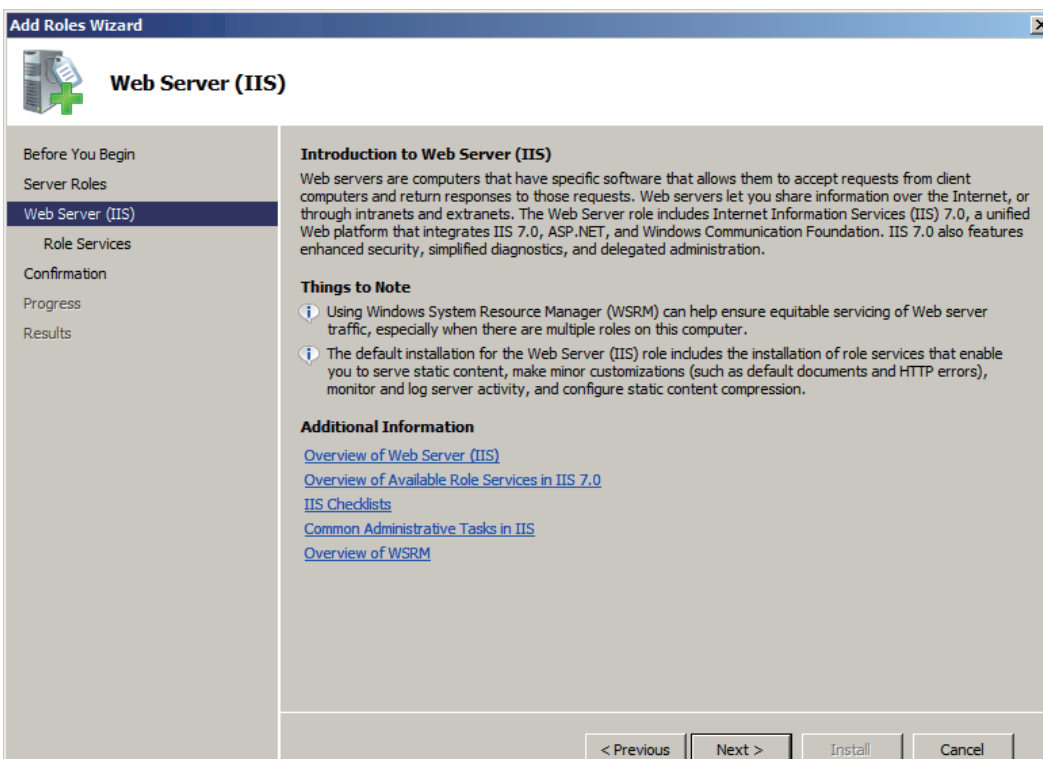 Add Roles Wizard
Web Server (IIS)
Before You Begin
Server Roles
Web Server (IIS)
Role Services
Confirmation
Progress
Results
Introduction to Web Server (IIS)
Web servers are computers that have specific software that allows them to accept requests from client
computers and return responses to those requests. Web servers let you share information over the Internet, or
through intranets and extranets. The Web Server role includes Internet Information Services (IIS) 7.0, a unified
Web platform that integrates IIS 7.0, ASP.NET, and Windows Communication Foundation. IIS 7.0 also features
enhanced security, simplified diagnostics, and delegated administration.
Things to Note
Using Windows System Resource Manager (WSRM) can help ensure equitable servicing of Web server
traffic, especially when there are multiple roles on this computer.
The default installation for the Web Server (IIS) role includes the installation of role services that enable
you to serve static content, make minor customizations (such as default documents and HTTP errors),
monitor and log server activity, and configure static content compression.
Additional Information
Overview of Web Server (IIS)
Overview of Available Role Services in IIS 7.0
IIS Checklists
Common Administrative Tasks in IIS
Overview of WSRM
< Previous Next > Install Cancel